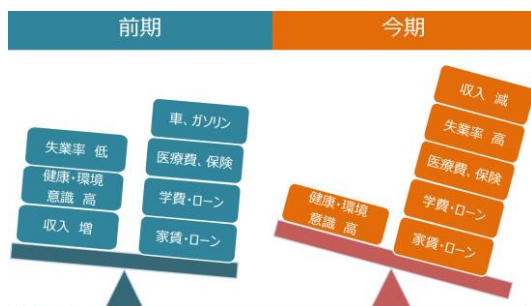 前期
今期
失業率 低
健康・環境
意識 高
収入 増
車、ガソリン
医療費、保険
学費・ローン
家賃・ローン
健康・環境
意識 高
収入 減
失業率 高
医療費、保険
学費・ローン
家賃・ローン